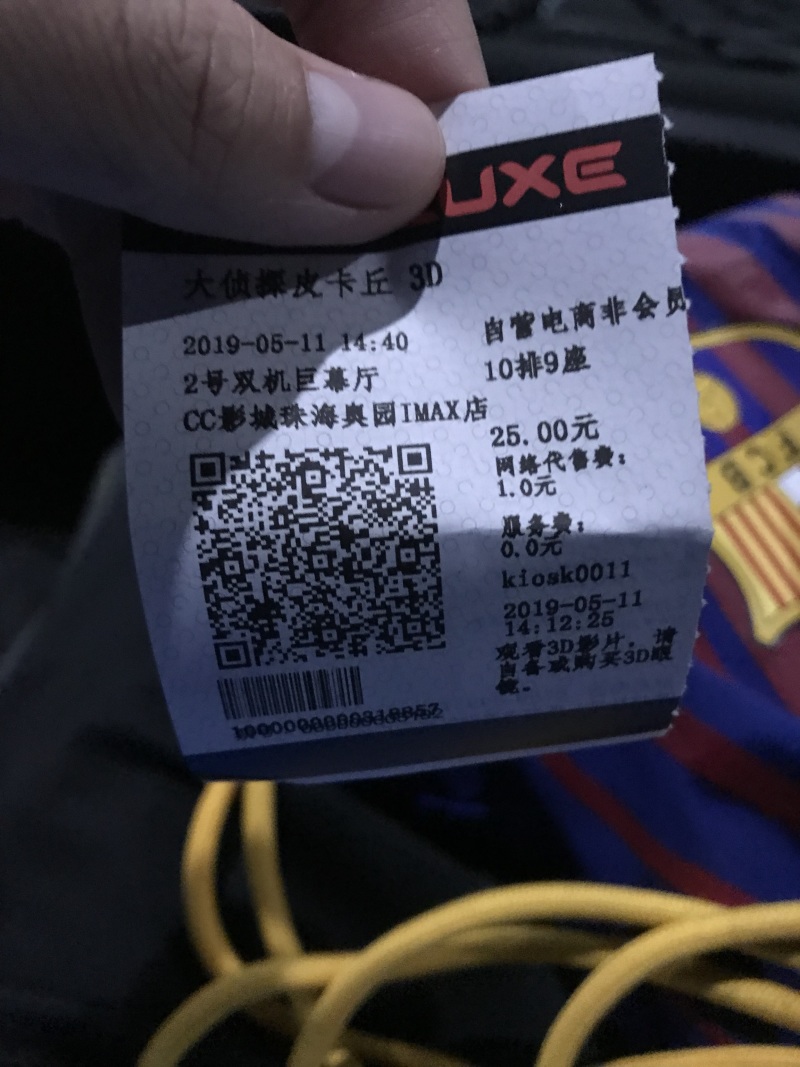 UXE
大侦探皮卡丘 3D
2019-05-11 14:40
2号双机巨幕厅
CC影城珠海奥园IMAX店
自营电商非会员
10排9座
25.00元
网络代售费：
1.0元
服务费：
0.0元
kiosk0011
2019-05-11
14:12:25
观看3D影片，请
自备或购买3D眼
镜。
FCB